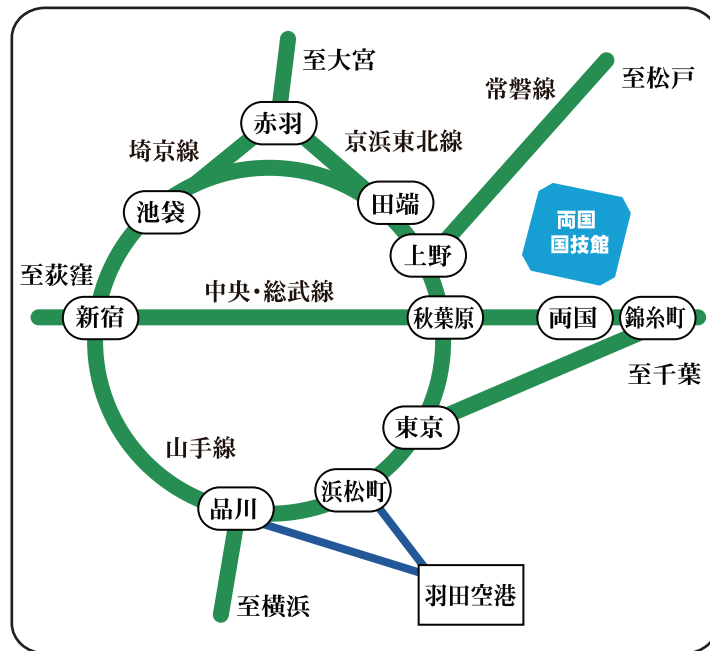 至大宮
常磐線
至松戸
赤羽
埼京線
京浜東北線
池袋
田端
両国
国技館
上野
至荻窪
中央・総武線
新宿
秋葉原
両国
錦糸町
至千葉
東京
山手線
浜松町
品川
羽田空港
至横浜